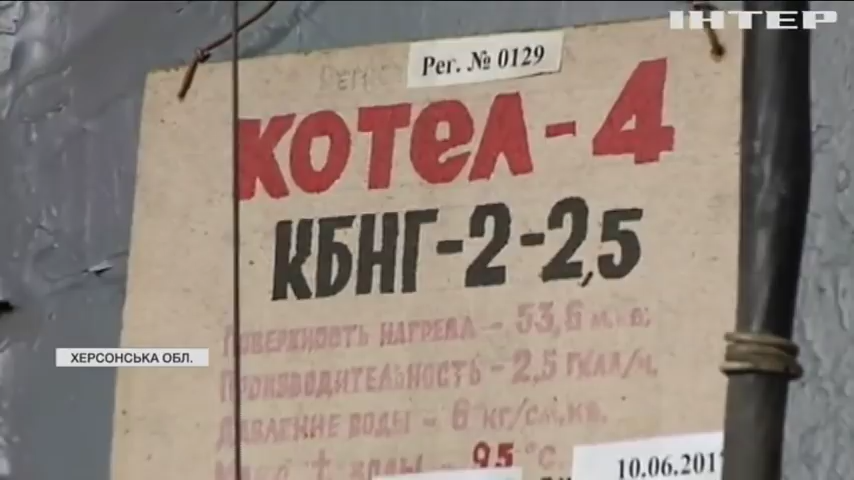 ІНТЕР
Рег. № 0129
КОТЕЛ-4
КБНГ-2-2,5
ПОВЕРХНОСТЬ НАГРЕВА - 53,6 м.кв;
ПРОИЗВОДИТЕЛЬНОСТЬ - 2,5 ГКАЛ/Ч.
ХЕРСОНСЬКА ОБЛ.
ДАВЛЕНИЕ ВОДЫ - 6 кг/см.кв.
t воды - 95 °С.
10.06.201